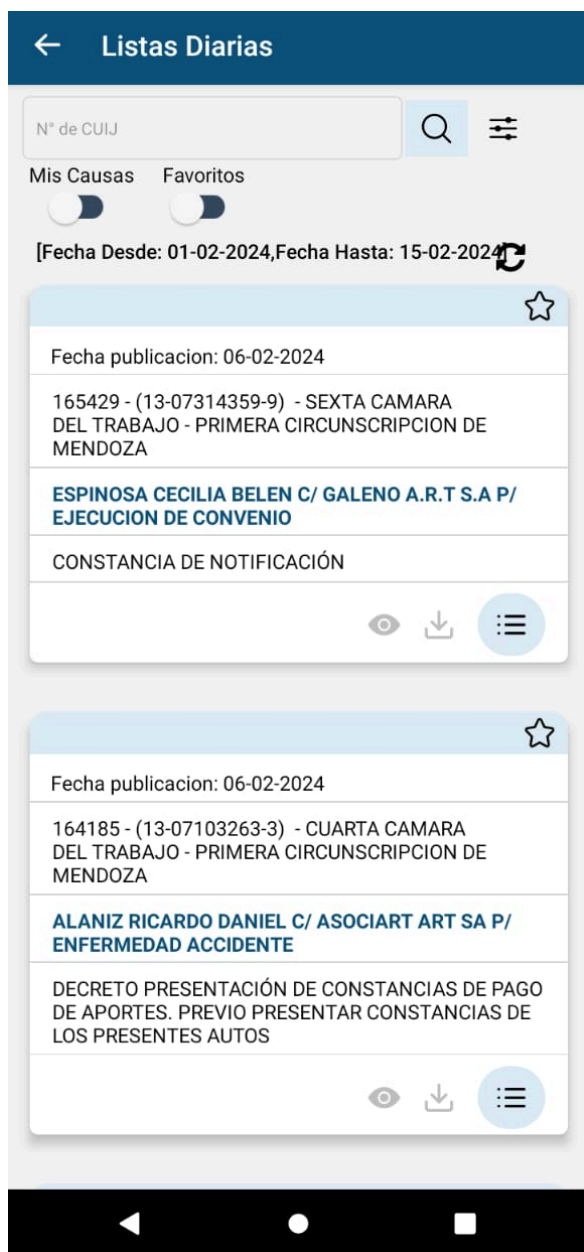 Listas Diarias
N° de CUIJ
Mis Causas Favoritos
[Fecha Desde: 01-02-2024,Fecha Hasta: 15-02-2024]
Fecha publicacion: 06-02-2024
165429 - (13-07314359-9) - SEXTA CAMARA
DEL TRABAJO - PRIMERA CIRCUNSCRIPCION DE
MENDOZA
ESPINOSA CECILIA BELEN C/ GALENO A.R.T S.A P/
EJECUCION DE CONVENIO
CONSTANCIA DE NOTIFICACIÓN
Fecha publicacion: 06-02-2024
164185 - (13-07103263-3) - CUARTA CAMARA
DEL TRABAJO - PRIMERA CIRCUNSCRIPCION DE
MENDOZA
ALANIZ RICARDO DANIEL C/ ASOCIART ART SA P/
ENFERMEDAD ACCIDENTE
DECRETO PRESENTACIÓN DE CONSTANCIAS DE PAGO
DE APORTES. PREVIO PRESENTAR CONSTANCIAS DE
LOS PRESENTES AUTOS